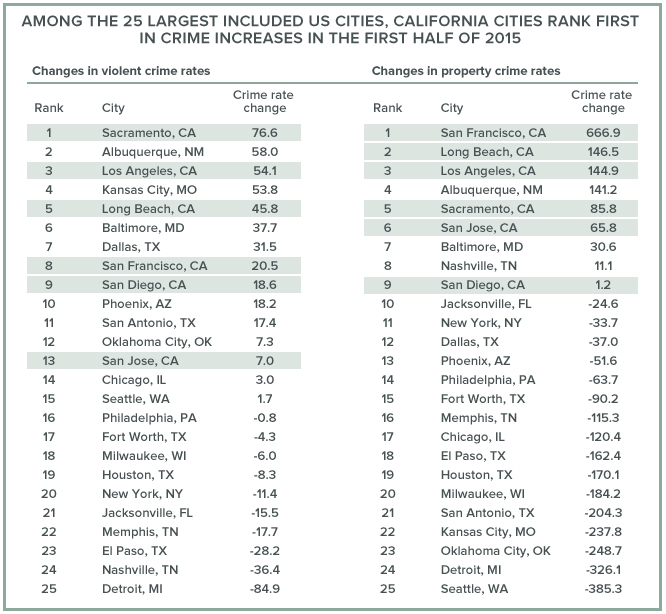 AMONG THE 25 LARGEST INCLUDED US CITIES, CALIFORNIA CITIES RANK FIRST
IN CRIME INCREASES IN THE FIRST HALF OF 2015
Changes in violent crime rates
Rank City Crime rate change
1 Sacramento, CA 76.6
2 Albuquerque, NM 58.0
3 Los Angeles, CA 54.1
4 Kansas City, MO 53.8
5 Long Beach, CA 45.8
6 Baltimore, MD 37.7
7 Dallas, TX 31.5
8 San Francisco, CA 20.5
9 San Diego, CA 18.6
10 Phoenix, AZ 18.2
11 San Antonio, TX 17.4
12 Oklahoma City, OK 7.3
13 San Jose, CA 7.0
14 Chicago, IL 3.0
15 Seattle, WA 1.7
16 Philadelphia, PA -0.8
17 Fort Worth, TX -4.3
18 Milwaukee, WI -6.0
19 Houston, TX -8.3
20 New York, NY -11.4
21 Jacksonville, FL -15.5
22 Memphis, TN -17.7
23 El Paso, TX -28.2
24 Nashville, TN -36.4
25 Detroit, MI -84.9
Changes in property crime rates
Rank City Crime rate change
1 San Francisco, CA 666.9
2 Long Beach, CA 146.5
3 Los Angeles, CA 144.9
4 Albuquerque, NM 141.2
5 Sacramento, CA 85.8
6 San Jose, CA 65.8
7 Baltimore, MD 30.6
8 Nashville, TN 11.1
9 San Diego, CA 1.2
10 Jacksonville, FL -24.6
11 New York, NY -33.7
12 Dallas, TX -37.0
13 Phoenix, AZ -51.6
14 Philadelphia, PA -63.7
15 Fort Worth, TX -90.2
16 Memphis, TN -115.3
17 Chicago, IL -120.4
18 El Paso, TX -162.4
19 Houston, TX -170.1
20 Milwaukee, WI -184.2
21 San Antonio, TX -204.3
22 Kansas City, MO -237.8
23 Oklahoma City, OK -248.7
24 Detroit, MI -326.1
25 Seattle, WA -385.3